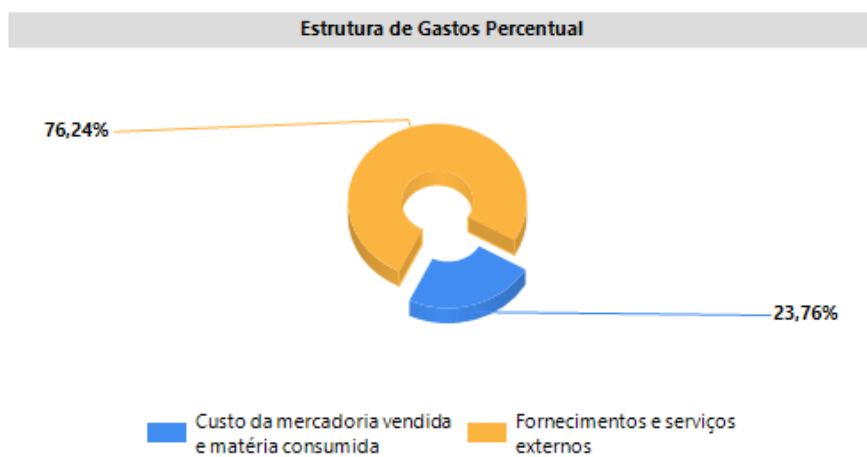 Estrutura de Gastos Percentual
76,24%
23,76%
Custo da mercadoria vendida
e matéria consumida
Fornecimentos e serviços
externos